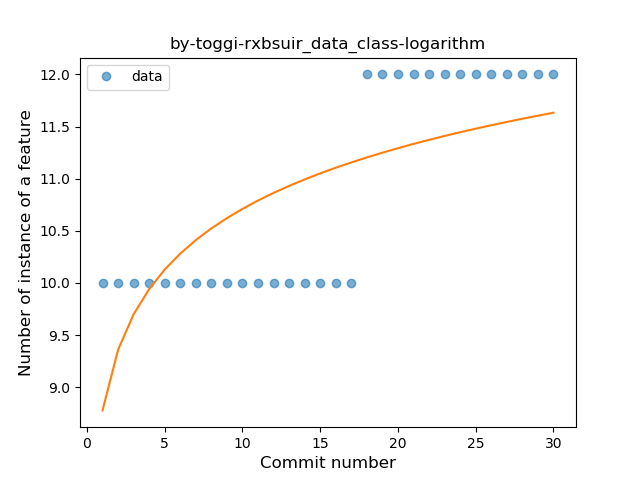 by-toggi-rxbsuir_data_class-logarithm
data
12.0
11.5
11.0
10.5
10.0
9.5
9.0
Number of instance of a feature
0 5 10 15 20 25 30
Commit number